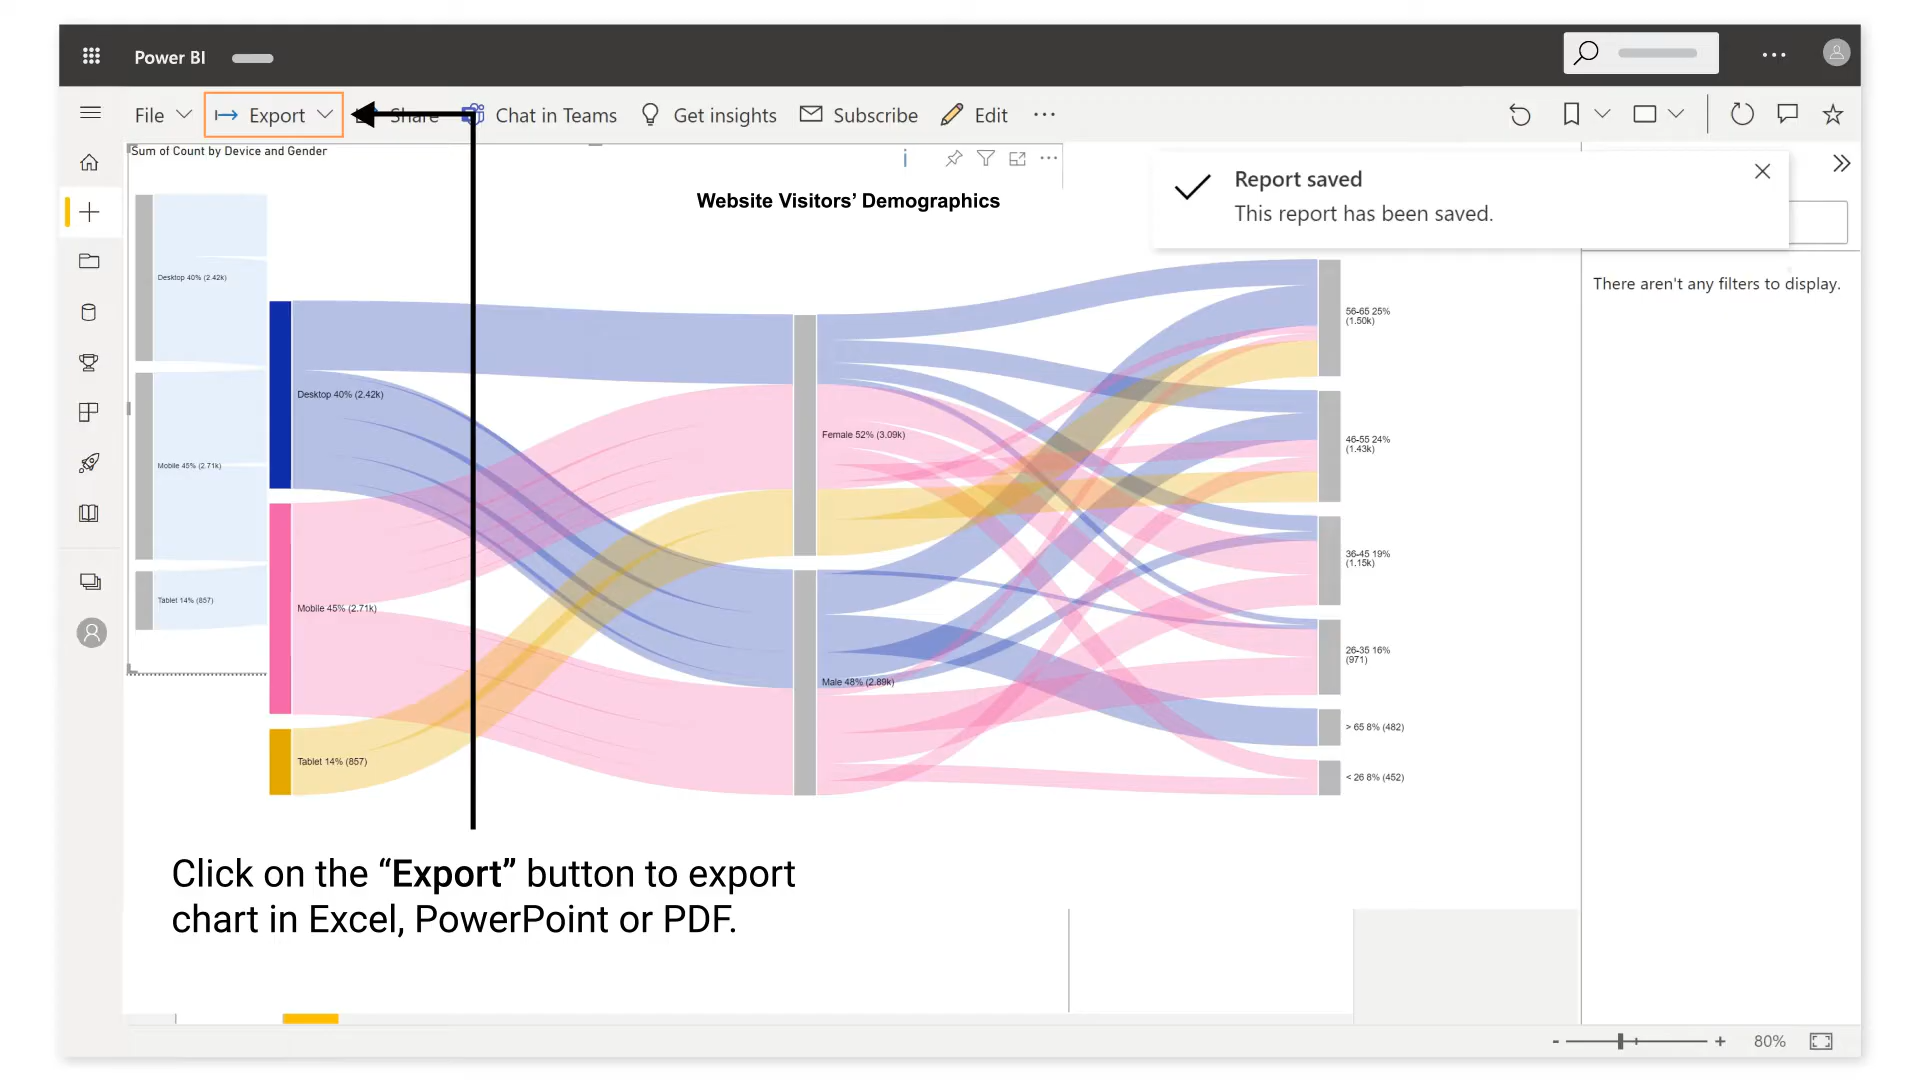 Power BI
File
Export
Share
Chat in Teams
Get insights
Subscribe
Edit
Sum of Count by Device and Gender
Website Visitors’ Demographics
Report saved
This report has been saved.
There aren't any filters to display.
Desktop 40% (2.42k)
Mobile 45% (2.71k)
Tablet 14% (857)
Desktop 40% (2.42k)
Mobile 45% (2.71k)
Tablet 14% (857)
Female 52% (3.09k)
Male 48% (2.89k)
56-65 25%
(1.50k)
46-55 24%
(1.43k)
36-45 19%
(1.15k)
26-35 16%
(971)
> 65 8% (482)
< 26 8% (452)
Click on the “Export” button to export
chart in Excel, PowerPoint or PDF.
- + 80%